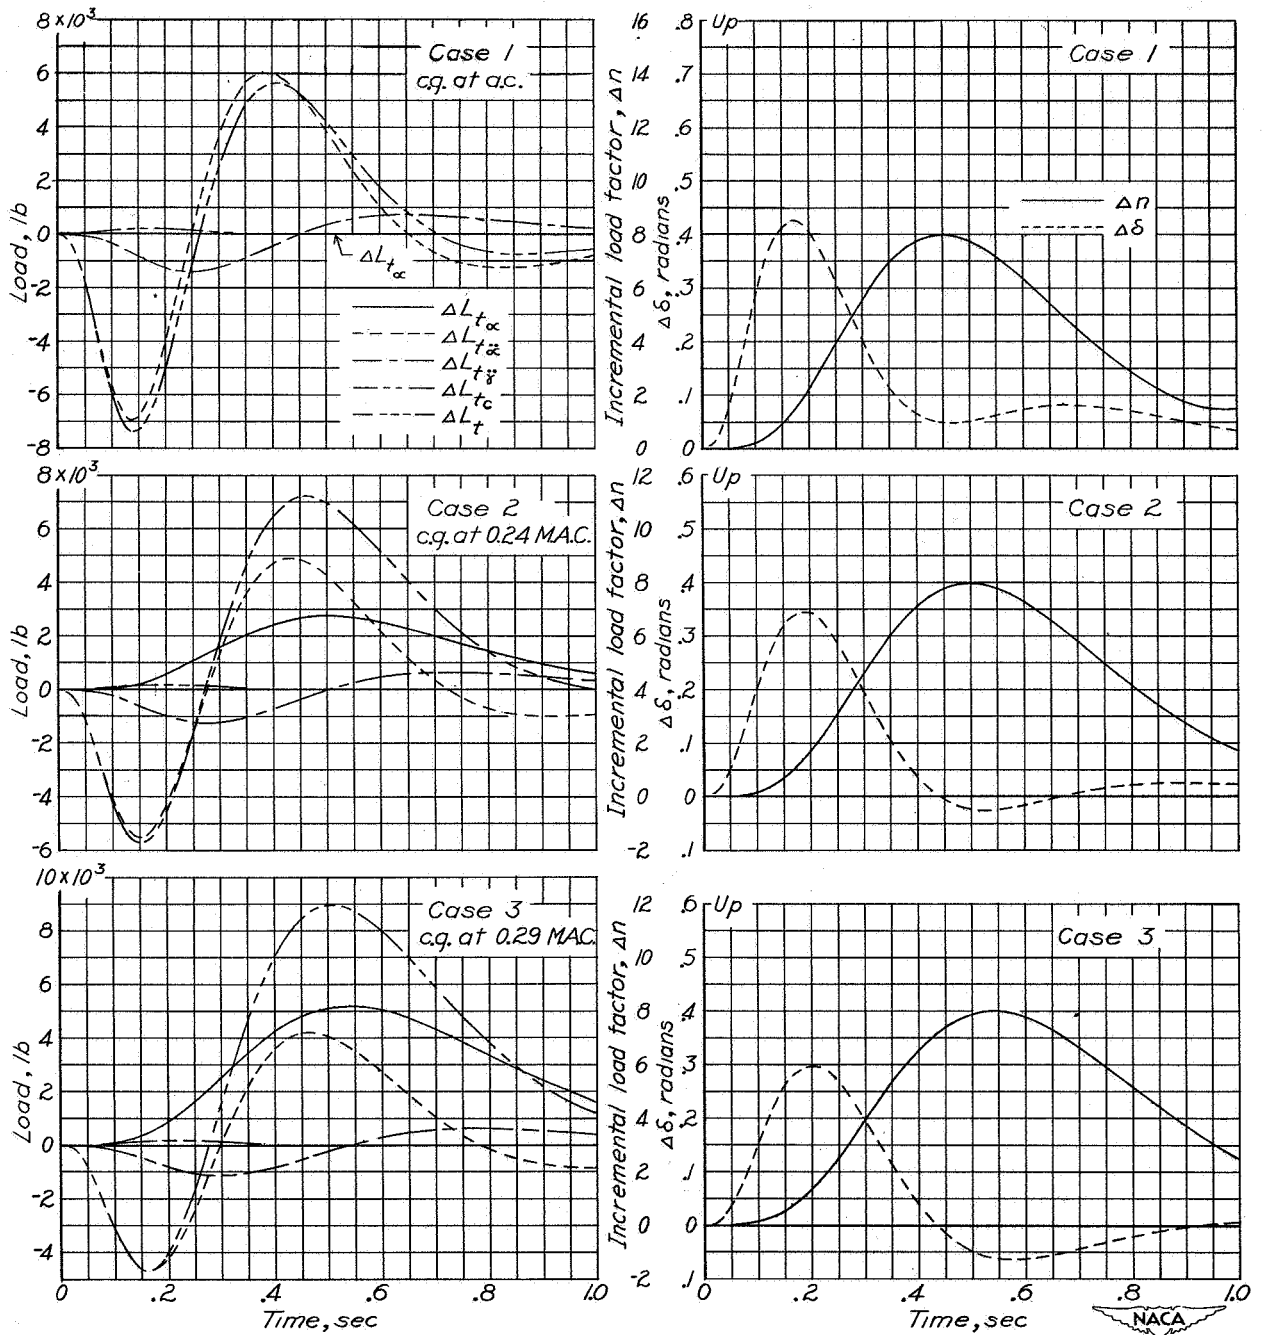 8×10³
6
4
2
0
-2
-4
-6
-8
Load, lb
Case 1
c.g. at a.c.
ΔLtα
ΔLtα
ΔLtα̈
ΔLtγ̈
ΔLtc
ΔLt
16
14
12
10
8
6
4
2
0
Incremental load factor, Δn
.8
.7
.6
.5
.4
.3
.2
.1
0
Δδ, radians
Up
Case 1
Δn
Δδ
8×10³
6
4
2
0
-2
-4
-6
Load, lb
Case 2
c.g. at 0.24 M.A.C.
12
10
8
6
4
2
0
-2
Incremental load factor, Δn
.6
.5
.4
.3
.2
.1
0
.1
Δδ, radians
Up
Case 2
10×10³
8
6
4
2
0
-2
-4
Load, lb
Case 3
c.g. at 0.29 M.A.C.
0 .2 .4 .6 .8 1.0
Time, sec
12
10
8
6
4
2
0
-2
Incremental load factor, Δn
.6
.5
.4
.3
.2
.1
0
.1
Δδ, radians
Up
Case 3
0 .2 .4 .6 .8 1.0
Time, sec
NACA